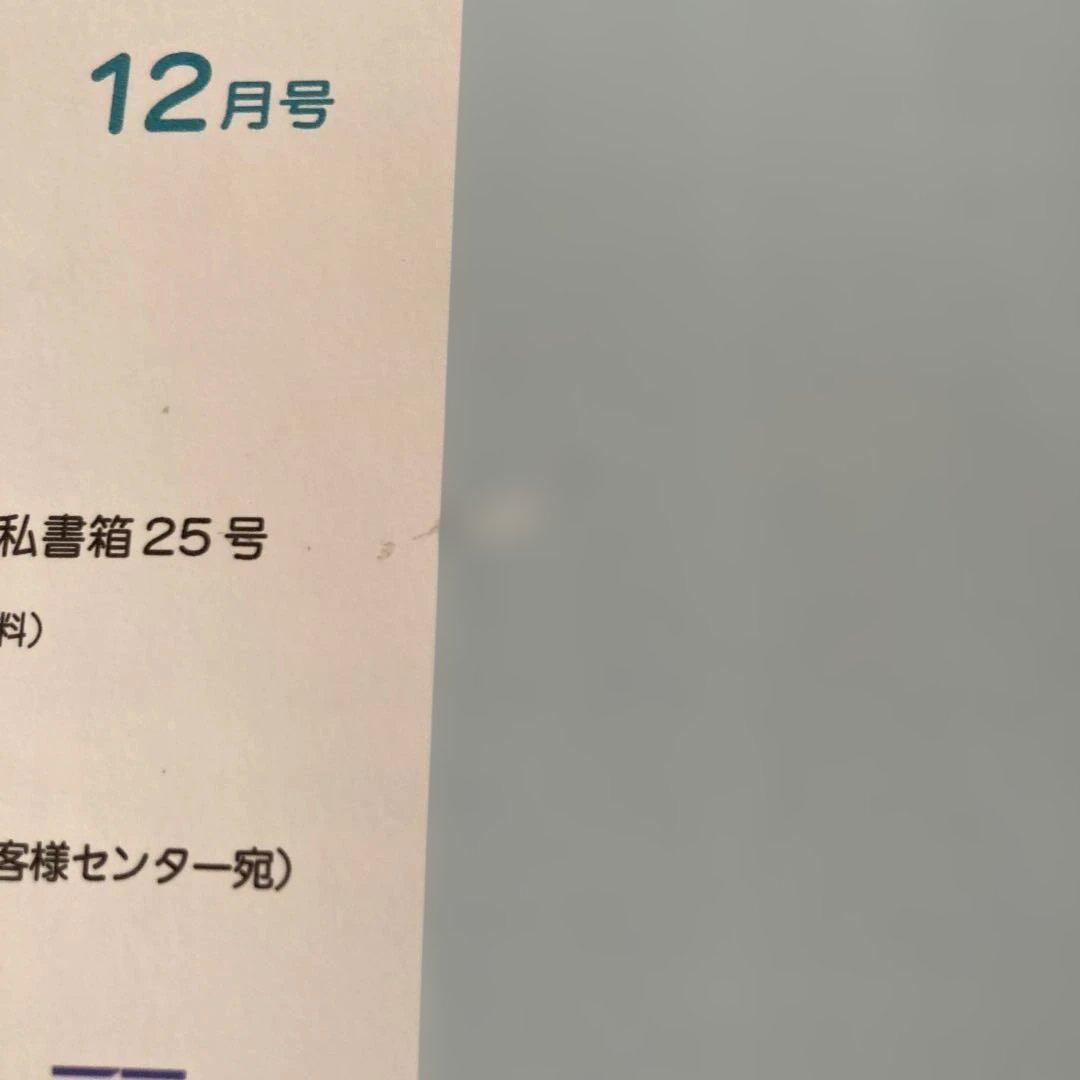 12月号
私書箱25号
料）
客様センター宛）